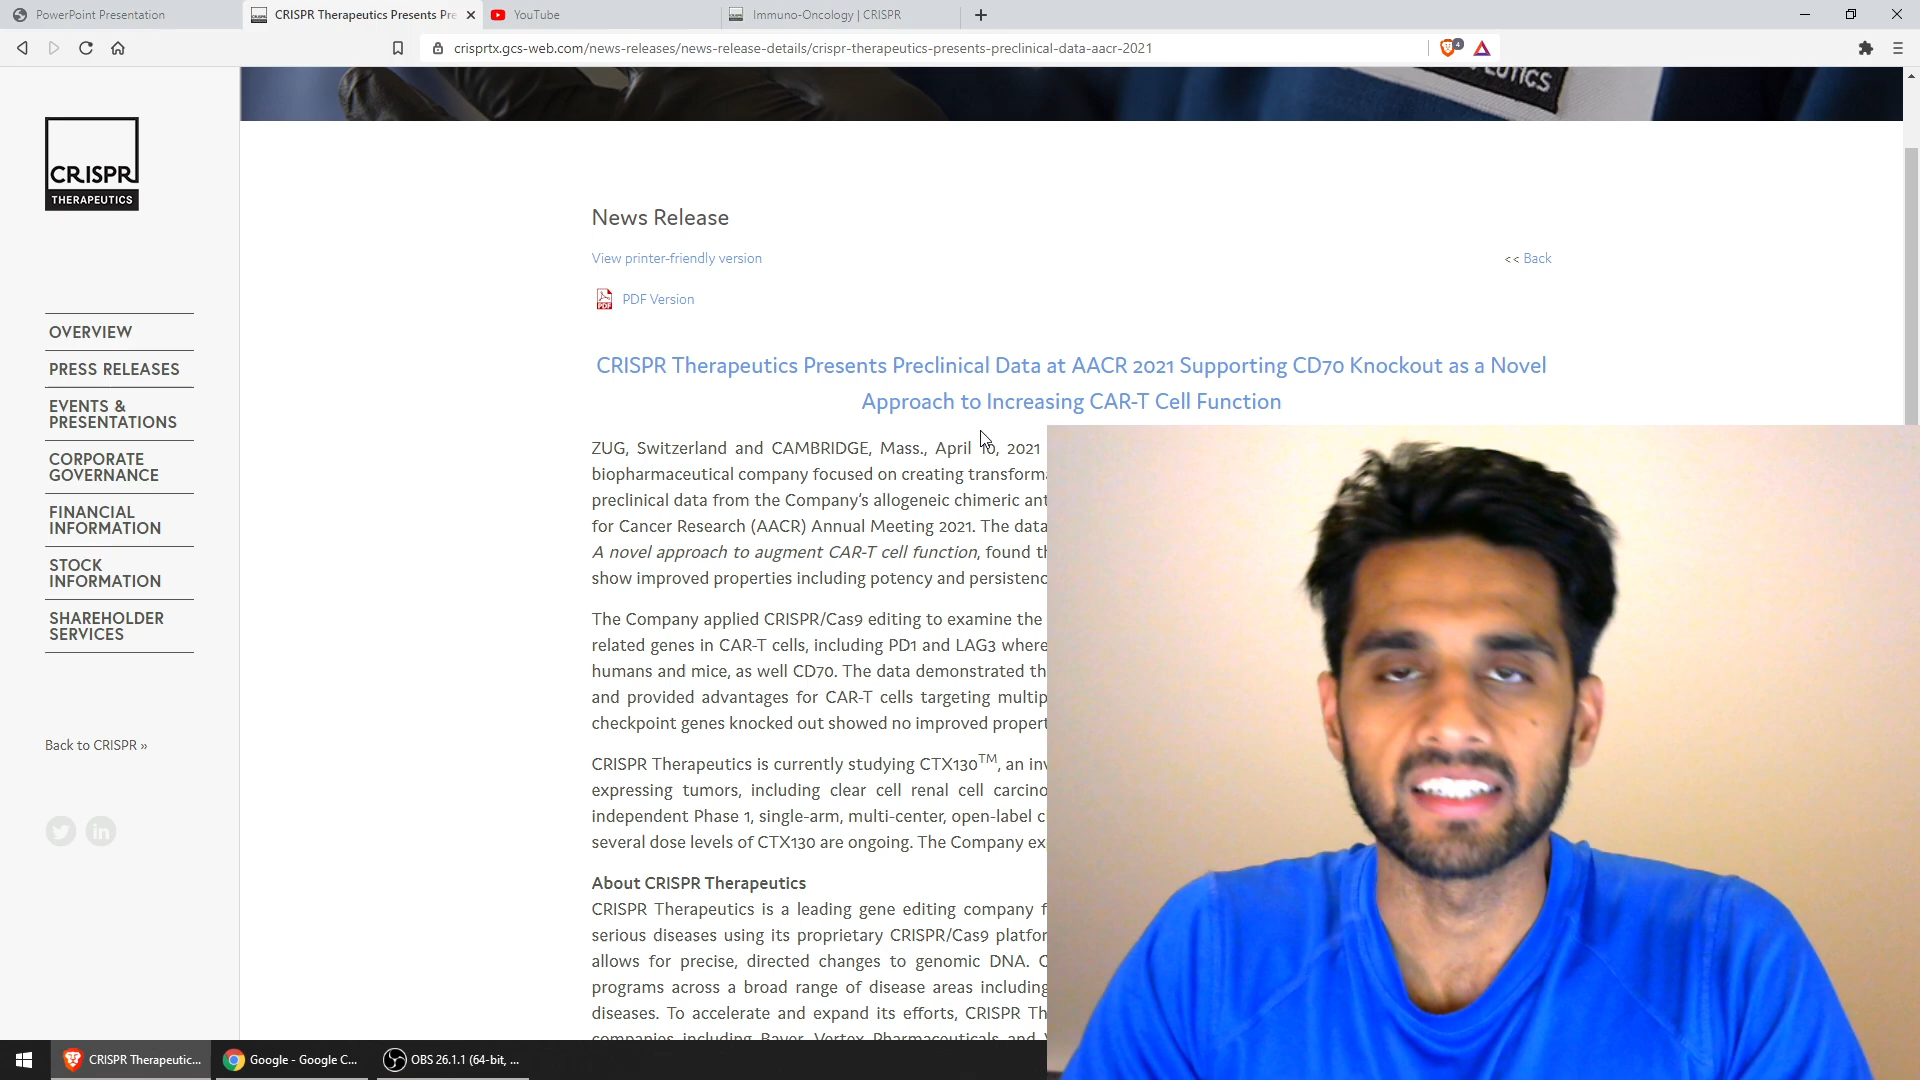 PowerPoint Presentation
CRISPR Therapeutics Presents Pre
YouTube
Immuno-Oncology | CRISPR
crisprtx.gcs-web.com/news-releases/news-release-details/crispr-therapeutics-presents-preclinical-data-aacr-2021
4
CRISPR
THERAPEUTICS
OVERVIEW
PRESS RELEASES
EVENTS &
PRESENTATIONS
CORPORATE
GOVERNANCE
FINANCIAL
INFORMATION
STOCK
INFORMATION
SHAREHOLDER
SERVICES
Back to CRISPR »
News Release
View printer-friendly version
<< Back
PDF Version
CRISPR Therapeutics Presents Preclinical Data at AACR 2021 Supporting CD70 Knockout as a Novel
Approach to Increasing CAR-T Cell Function
ZUG, Switzerland and CAMBRIDGE, Mass., April 10, 2021
biopharmaceutical company focused on creating transforma
preclinical data from the Company's allogeneic chimeric ant
for Cancer Research (AACR) Annual Meeting 2021. The data
A novel approach to augment CAR-T cell function, found th
show improved properties including potency and persistenc
The Company applied CRISPR/Cas9 editing to examine the
related genes in CAR-T cells, including PD1 and LAG3 where
humans and mice, as well CD70. The data demonstrated th
and provided advantages for CAR-T cells targeting multip
checkpoint genes knocked out showed no improved propert
CRISPR Therapeutics is currently studying CTX130TM, an inv
expressing tumors, including clear cell renal cell carcino
independent Phase 1, single-arm, multi-center, open-label c
several dose levels of CTX130 are ongoing. The Company ex
About CRISPR Therapeutics
CRISPR Therapeutics is a leading gene editing company f
serious diseases using its proprietary CRISPR/Cas9 platfor
allows for precise, directed changes to genomic DNA. C
programs across a broad range of disease areas including
diseases. To accelerate and expand its efforts, CRISPR Th
companies including Bayer, Vertex Pharmaceuticals and V
CRISPR Therapeutic...
Google - Google C...
OBS 26.1.1 (64-bit, ...